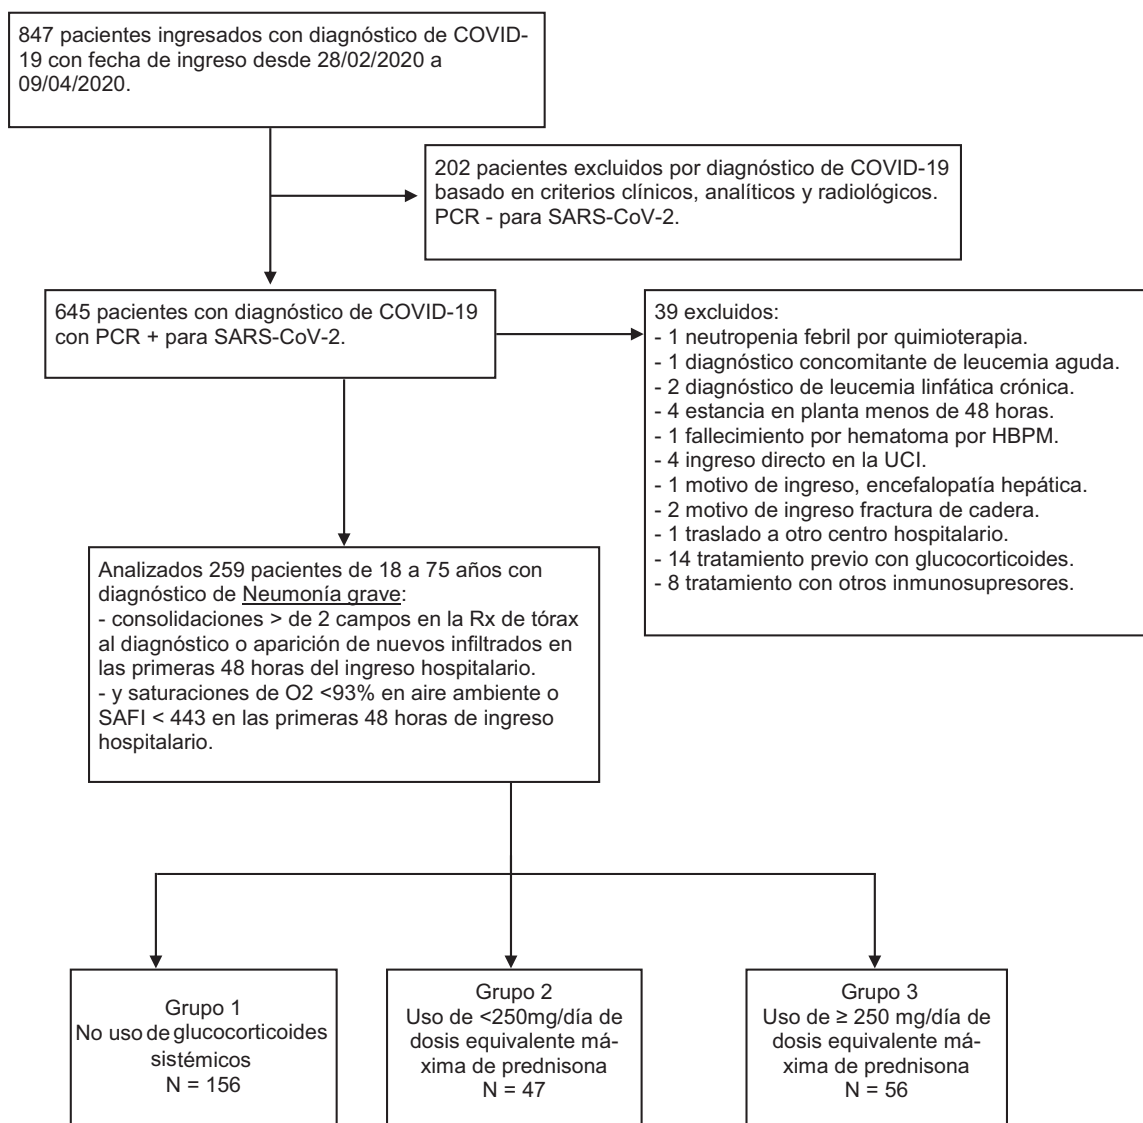 847 pacientes ingresados con diagnóstico de COVID-
19 con fecha de ingreso desde 28/02/2020 a
09/04/2020.
202 pacientes excluidos por diagnóstico de COVID-19
basado en criterios clínicos, analíticos y radiológicos.
PCR - para SARS-CoV-2.
645 pacientes con diagnóstico de COVID-19
con PCR + para SARS-CoV-2.
39 excluidos:
- 1 neutropenia febril por quimioterapia.
- 1 diagnóstico concomitante de leucemia aguda.
- 2 diagnóstico de leucemia linfática crónica.
- 4 estancia en planta menos de 48 horas.
- 1 fallecimiento por hematoma por HBPM.
- 4 ingreso directo en la UCI.
- 1 motivo de ingreso, encefalopatía hepática.
- 2 motivo de ingreso fractura de cadera.
- 1 traslado a otro centro hospitalario.
- 14 tratamiento previo con glucocorticoides.
- 8 tratamiento con otros inmunosupresores.
Analizados 259 pacientes de 18 a 75 años con
diagnóstico de Neumonía grave:
- consolidaciones > de 2 campos en la Rx de tórax
al diagnóstico o aparición de nuevos infiltrados en
las primeras 48 horas del ingreso hospitalario.
- y saturaciones de O2 <93% en aire ambiente o
SAFI < 443 en las primeras 48 horas de ingreso
hospitalario.
Grupo 1
No uso de glucocorticoides
sistémicos
N = 156
Grupo 2
Uso de <250mg/día de
dosis equivalente má-
xima de prednisona
N = 47
Grupo 3
Uso de ≥ 250 mg/día de
dosis equivalente má-
xima de prednisona
N = 56